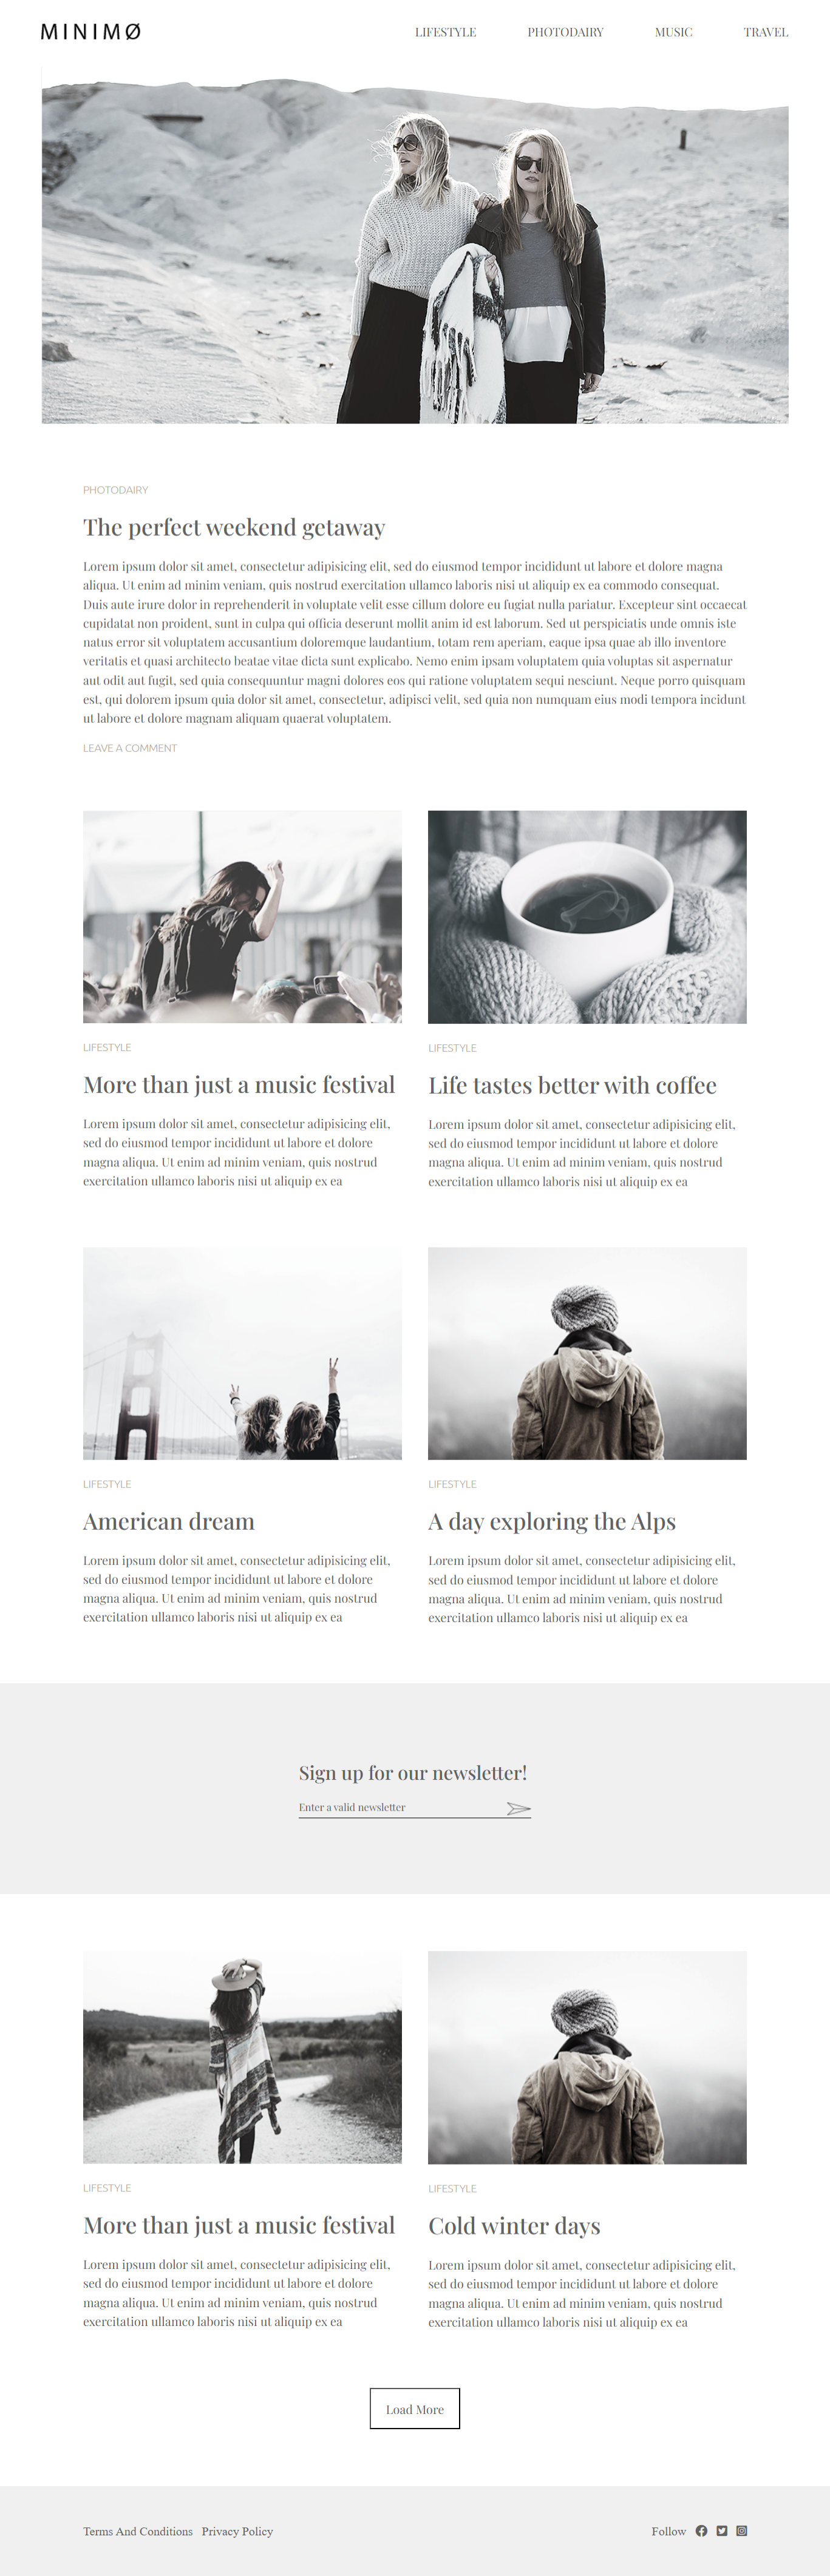 MINIMØ
LIFESTYLE
PHOTODAIRY
MUSIC
TRAVEL
PHOTODAIRY
The perfect weekend getaway
Lorem ipsum dolor sit amet, consectetur adipisicing elit, sed do eiusmod tempor incididunt ut labore et dolore magna
aliqua. Ut enim ad minim veniam, quis nostrud exercitation ullamco laboris nisi ut aliquip ex ea commodo consequat.
Duis aute irure dolor in reprehenderit in voluptate velit esse cillum dolore eu fugiat nulla pariatur. Excepteur sint occaecat
cupidatat non proident, sunt in culpa qui officia deserunt mollit anim id est laborum. Sed ut perspiciatis unde omnis iste
natus error sit voluptatem accusantium doloremque laudantium, totam rem aperiam, eaque ipsa quae ab illo inventore
veritatis et quasi architecto beatae vitae dicta sunt explicabo. Nemo enim ipsam voluptatem quia voluptas sit aspernatur
aut odit aut fugit, sed quia consequuntur magni dolores eos qui ratione voluptatem sequi nesciunt. Neque porro quisquam
est, qui dolorem ipsum quia dolor sit amet, consectetur, adipisci velit, sed quia non numquam eius modi tempora incidunt
ut labore et dolore magnam aliquam quaerat voluptatem.
LEAVE A COMMENT
LIFESTYLE
More than just a music festival
Lorem ipsum dolor sit amet, consectetur adipisicing elit,
sed do eiusmod tempor incididunt ut labore et dolore
magna aliqua. Ut enim ad minim veniam, quis nostrud
exercitation ullamco laboris nisi ut aliquip ex ea
LIFESTYLE
Life tastes better with coffee
Lorem ipsum dolor sit amet, consectetur adipisicing elit,
sed do eiusmod tempor incididunt ut labore et dolore
magna aliqua. Ut enim ad minim veniam, quis nostrud
exercitation ullamco laboris nisi ut aliquip ex ea
LIFESTYLE
American dream
Lorem ipsum dolor sit amet, consectetur adipisicing elit,
sed do eiusmod tempor incididunt ut labore et dolore
magna aliqua. Ut enim ad minim veniam, quis nostrud
exercitation ullamco laboris nisi ut aliquip ex ea
LIFESTYLE
A day exploring the Alps
Lorem ipsum dolor sit amet, consectetur adipisicing elit,
sed do eiusmod tempor incididunt ut labore et dolore
magna aliqua. Ut enim ad minim veniam, quis nostrud
exercitation ullamco laboris nisi ut aliquip ex ea
Sign up for our newsletter!
Enter a valid newsletter
LIFESTYLE
More than just a music festival
Lorem ipsum dolor sit amet, consectetur adipisicing elit,
sed do eiusmod tempor incididunt ut labore et dolore
magna aliqua. Ut enim ad minim veniam, quis nostrud
exercitation ullamco laboris nisi ut aliquip ex ea
LIFESTYLE
Cold winter days
Lorem ipsum dolor sit amet, consectetur adipisicing elit,
sed do eiusmod tempor incididunt ut labore et dolore
magna aliqua. Ut enim ad minim veniam, quis nostrud
exercitation ullamco laboris nisi ut aliquip ex ea
Load More
Terms And Conditions
Privacy Policy
Follow